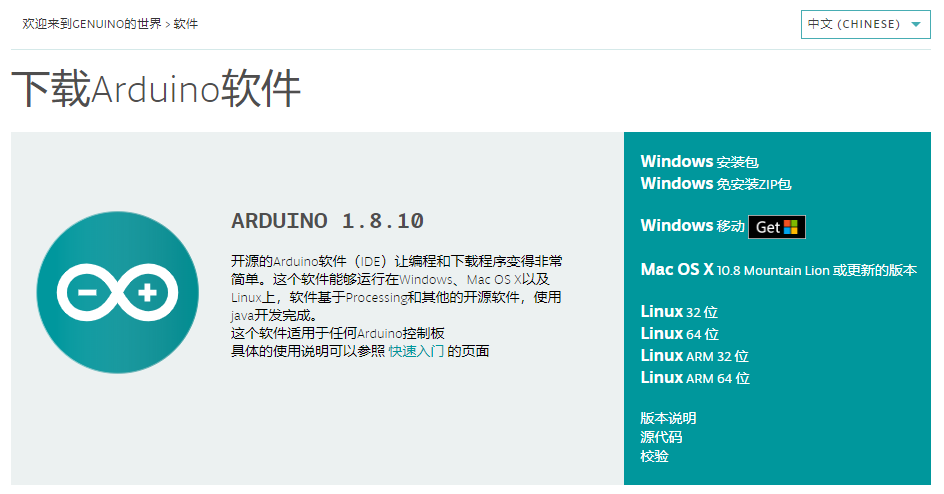 欢迎来到GENUINO的世界 > 软件
中文 (CHINESE)
下载Arduino软件
ARDUINO 1.8.10
开源的Arduino软件（IDE）让编程和下载程序变得非常
简单。这个软件能够运行在Windows、Mac OS X以及
Linux上，软件基于Processing和其他的开源软件，使用
java开发完成。
这个软件适用于任何Arduino控制板
具体的使用说明可以参照 快速入门 的页面
Windows 安装包
Windows 免安装ZIP包
Windows 移动 Get
Mac OS X 10.8 Mountain Lion 或更新的版本
Linux 32 位
Linux 64 位
Linux ARM 32 位
Linux ARM 64 位
版本说明
源代码
校验